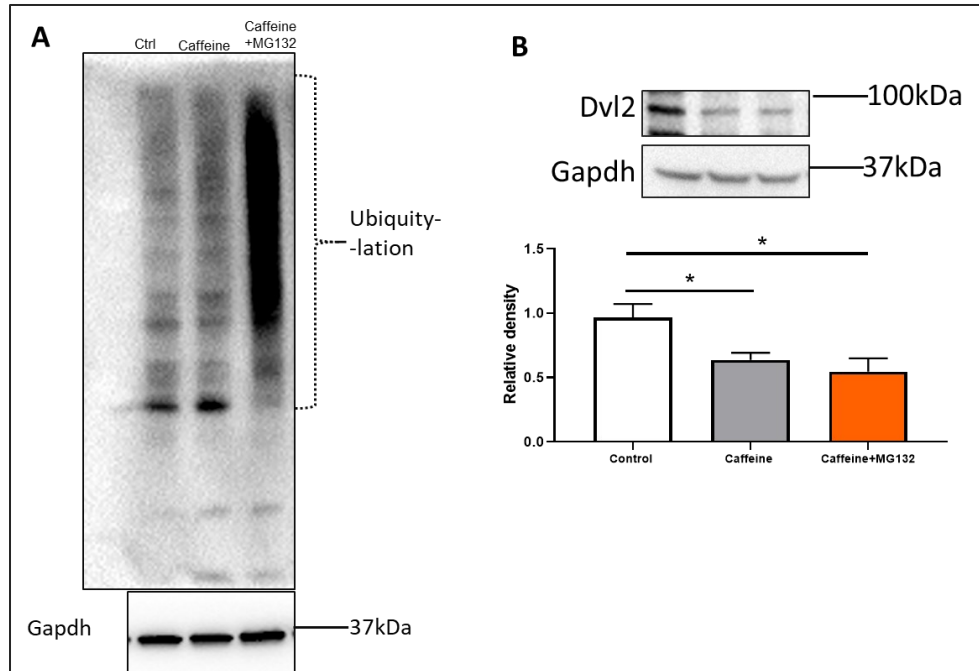 A
Ctrl
Caffeine
Caffeine
+MG132
Ubiquity-
-lation
Gapdh
37kDa
B
Dvl2
100kDa
Gapdh
37kDa
Relative density
1.5
1.0
0.5
0.0
*
*
Control
Caffeine
Caffeine+MG132